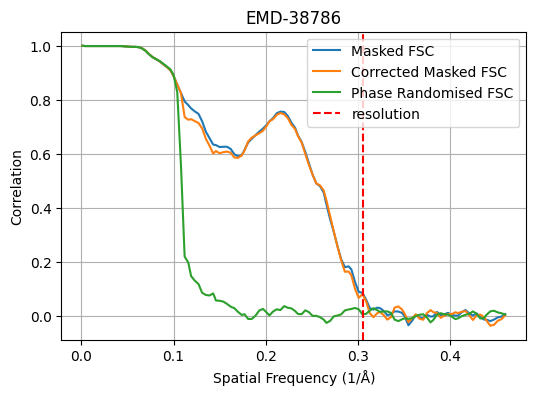 EMD-38786
1.0
0.8
0.6
0.4
0.2
0.0
Correlation
Masked FSC
Corrected Masked FSC
Phase Randomised FSC
resolution
0.0 0.1 0.2 0.3 0.4
Spatial Frequency (1/Å)